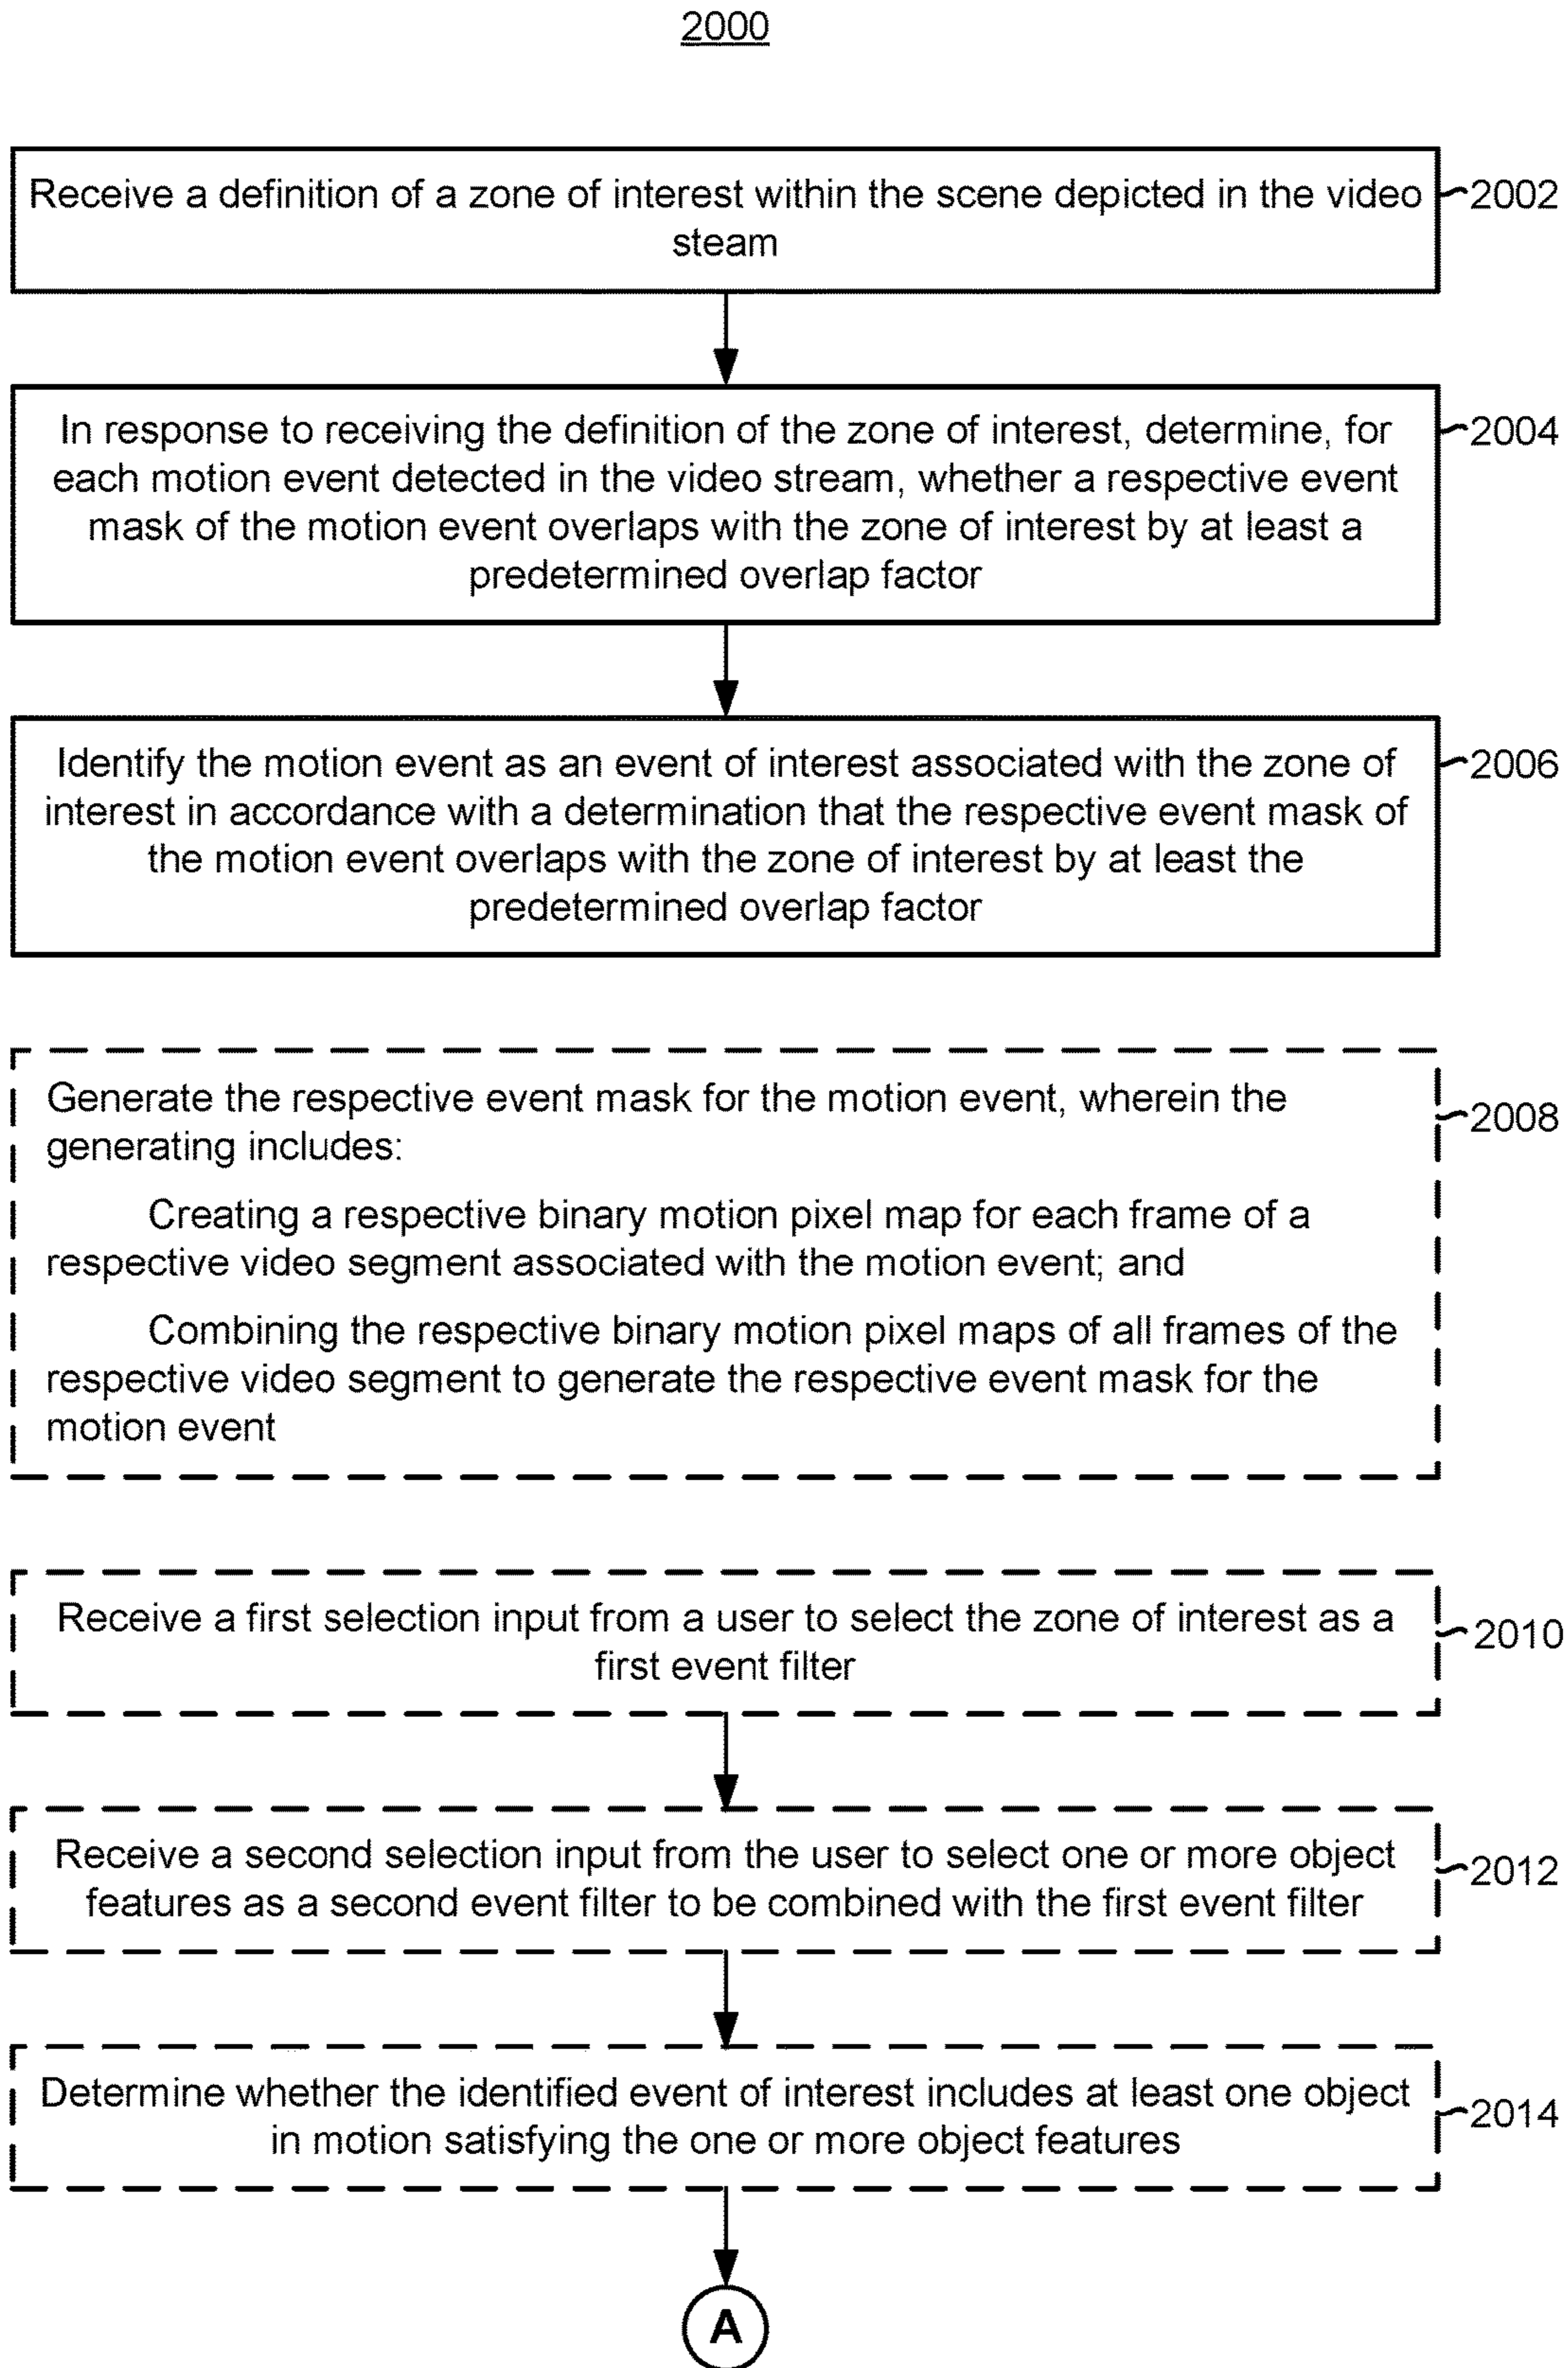 2000
Receive a definition of a zone of interest within the scene depicted in the video
steam
2002
In response to receiving the definition of the zone of interest, determine, for
each motion event detected in the video stream, whether a respective event
mask of the motion event overlaps with the zone of interest by at least a
predetermined overlap factor
2004
Identify the motion event as an event of interest associated with the zone of
interest in accordance with a determination that the respective event mask of
the motion event overlaps with the zone of interest by at least the
predetermined overlap factor
2006
Generate the respective event mask for the motion event, wherein the
generating includes:
Creating a respective binary motion pixel map for each frame of a
respective video segment associated with the motion event; and
Combining the respective binary motion pixel maps of all frames of the
respective video segment to generate the respective event mask for the
motion event
2008
Receive a first selection input from a user to select the zone of interest as a
first event filter
2010
Receive a second selection input from the user to select one or more object
features as a second event filter to be combined with the first event filter
2012
Determine whether the identified event of interest includes at least one object
in motion satisfying the one or more object features
2014
A